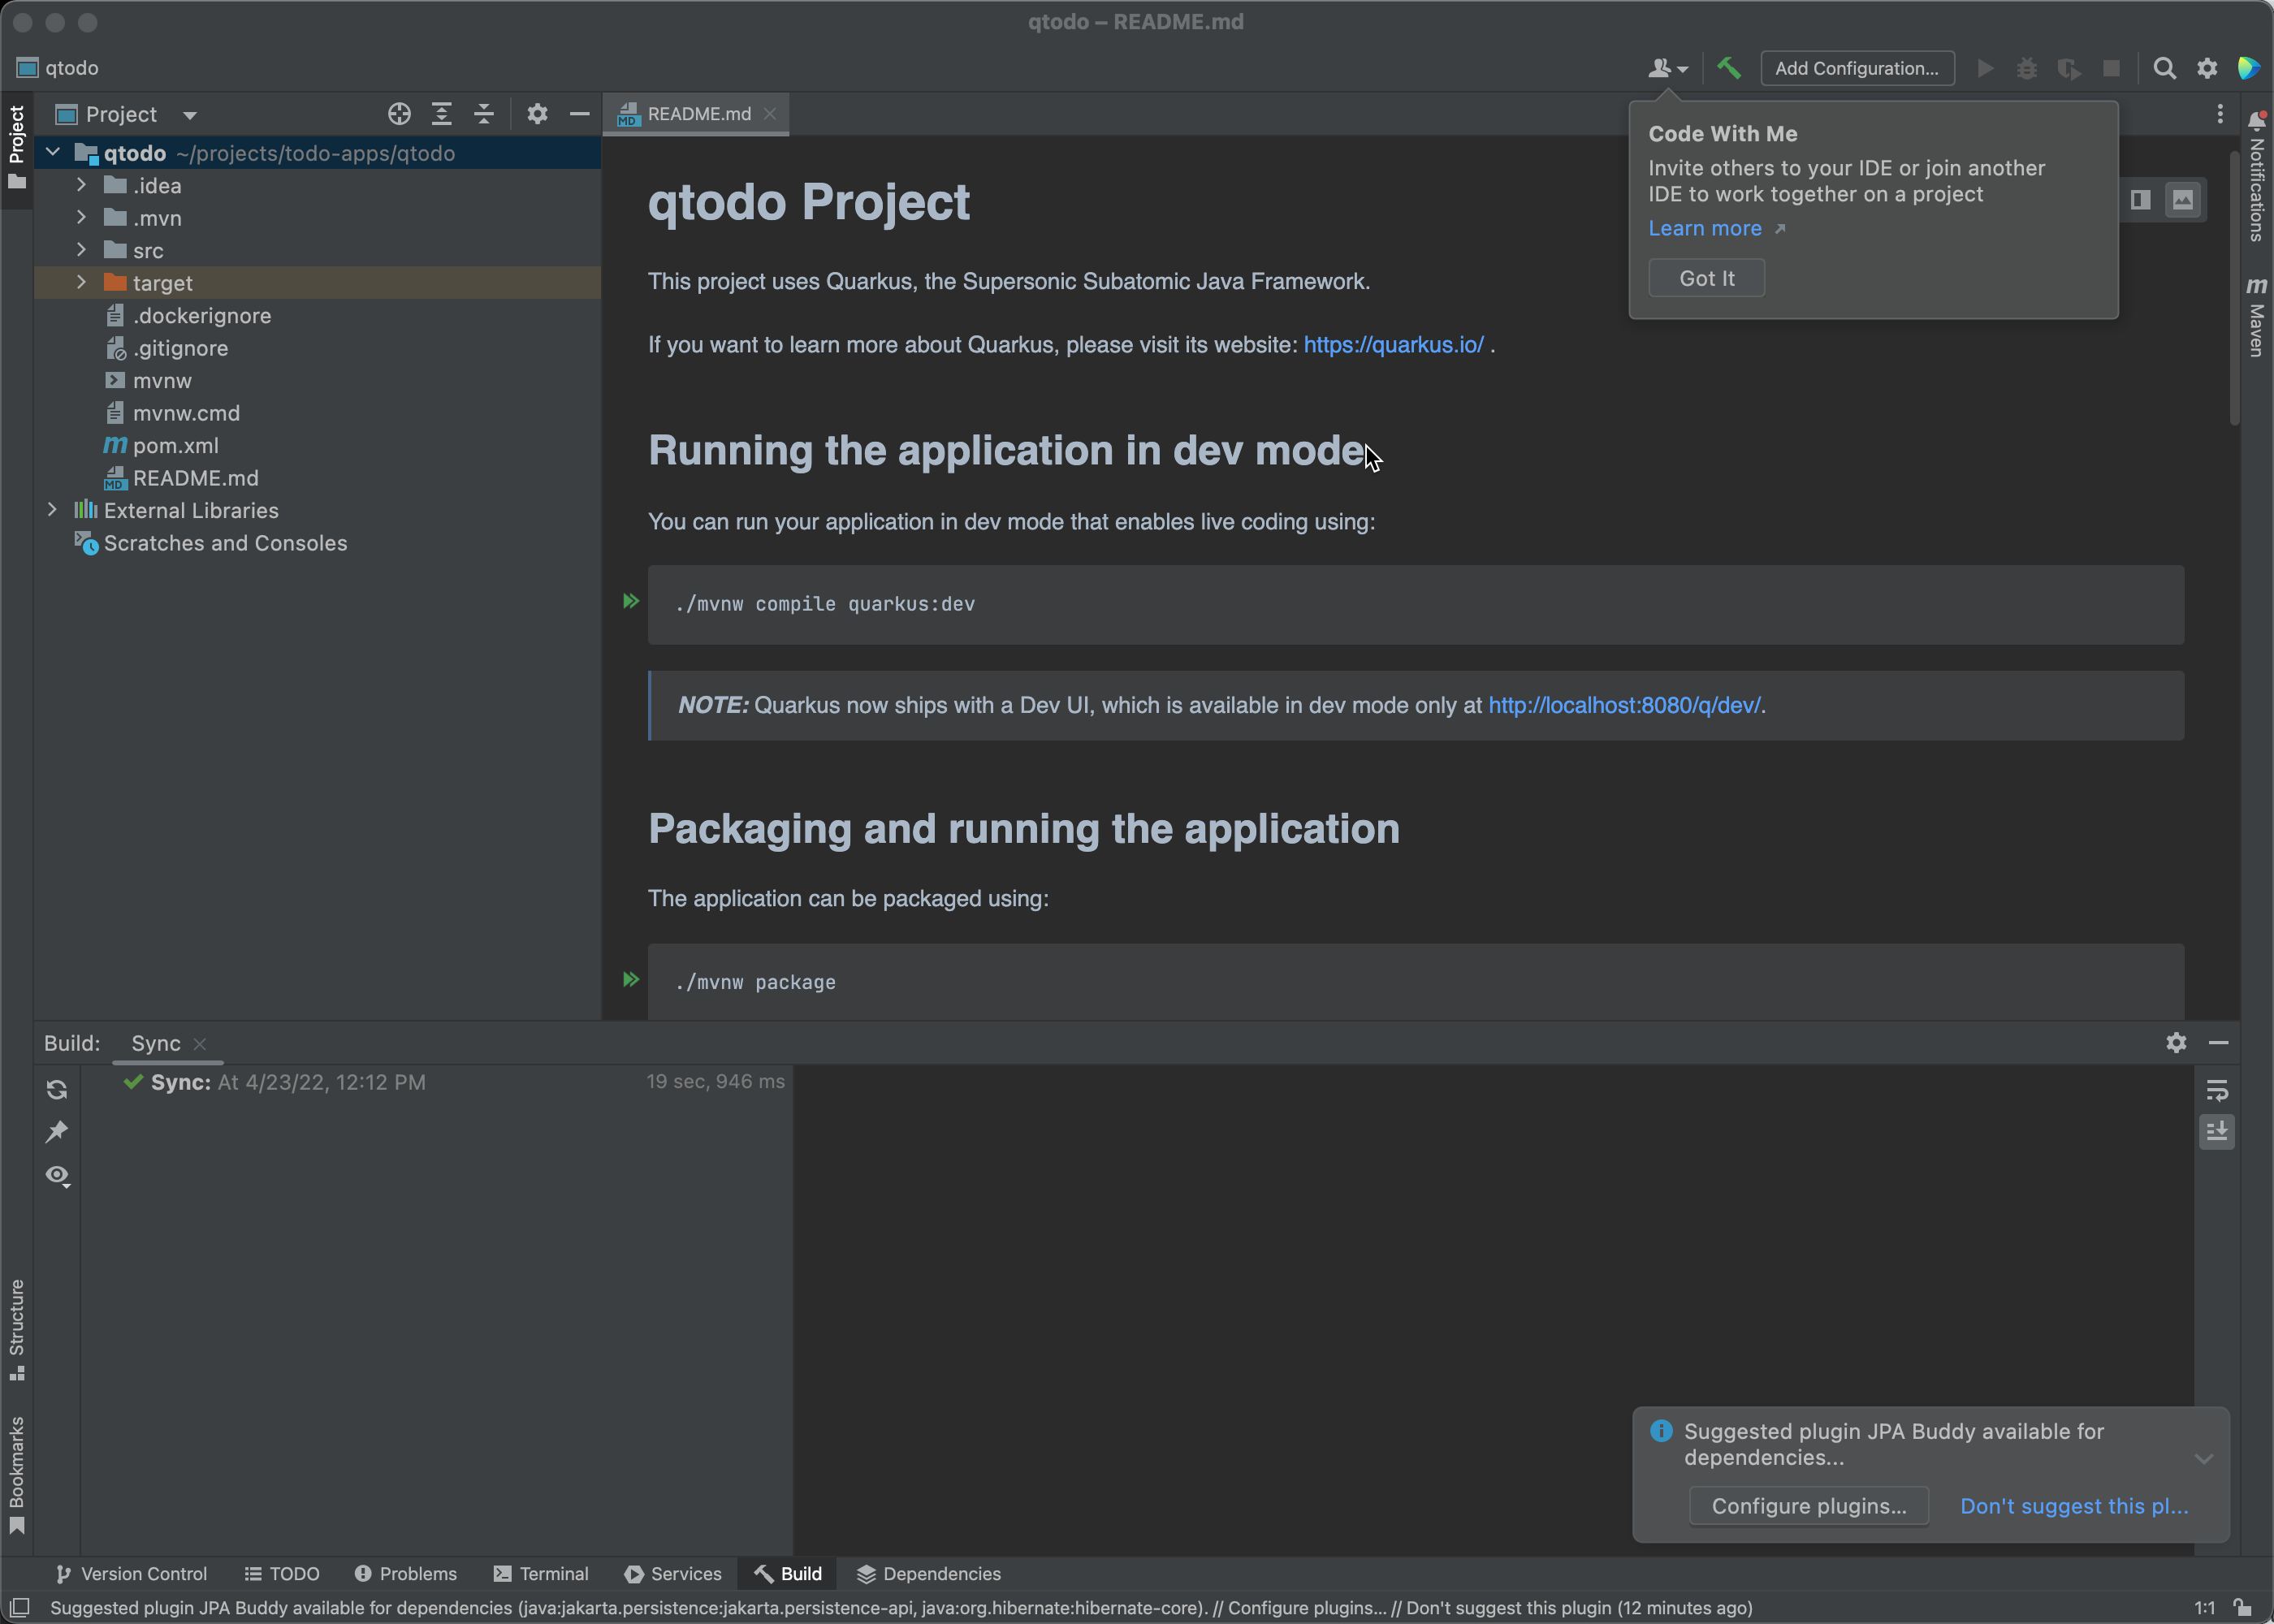 qtodo – README.md
qtodo
Add Configuration...
Project
Project
README.md
qtodo ~/projects/todo-apps/qtodo
.idea
.mvn
src
target
.dockerignore
.gitignore
mvnw
mvnw.cmd
pom.xml
README.md
External Libraries
Scratches and Consoles
qtodo Project
This project uses Quarkus, the Supersonic Subatomic Java Framework.
If you want to learn more about Quarkus, please visit its website: https://quarkus.io/ .
Running the application in dev mode
You can run your application in dev mode that enables live coding using:
./mvnw compile quarkus:dev
NOTE: Quarkus now ships with a Dev UI, which is available in dev mode only at http://localhost:8080/q/dev/.
Packaging and running the application
The application can be packaged using:
./mvnw package
Code With Me
Invite others to your IDE or join another
IDE to work together on a project
Learn more
Got It
Notifications
m
Maven
Build: Sync
Sync: At 4/23/22, 12:12 PM 19 sec, 946 ms
Structure
Bookmarks
Suggested plugin JPA Buddy available for
dependencies...
Configure plugins... Don't suggest this pl...
Version Control TODO Problems Terminal Services Build Dependencies
Suggested plugin JPA Buddy available for dependencies (java:jakarta.persistence:jakarta.persistence-api, java:org.hibernate:hibernate-core). // Configure plugins... // Don't suggest this plugin (12 minutes ago) 1:1